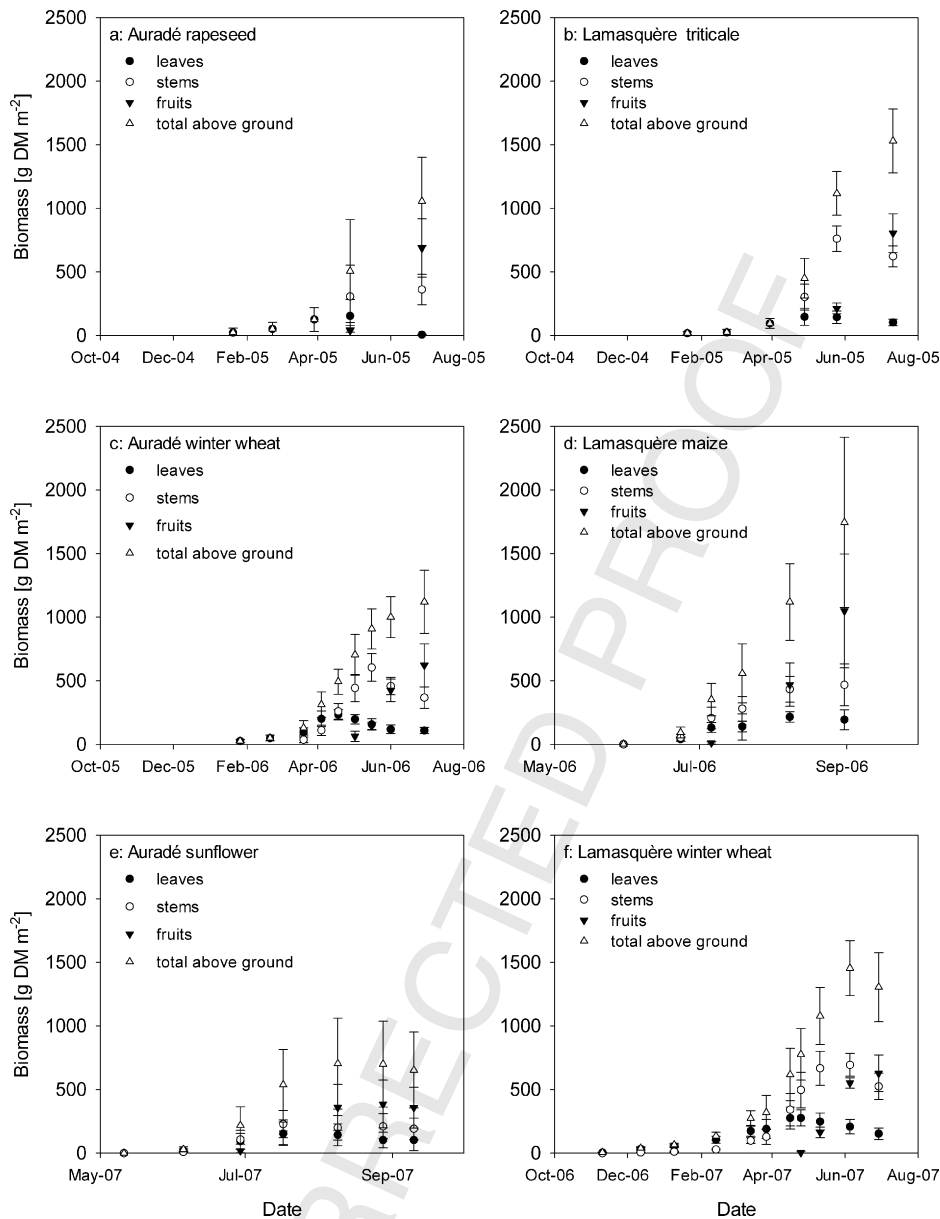 a: Auradé rapeseed
leaves
stems
fruits
total above ground
Biomass [g DM m-2]
2500
2000
1500
1000
500
0
Oct-04 Dec-04 Feb-05 Apr-05 Jun-05 Aug-05
b: Lamasquère triticale
leaves
stems
fruits
total above ground
2500
2000
1500
1000
500
0
Oct-04 Dec-04 Feb-05 Apr-05 Jun-05 Aug-05
c: Auradé winter wheat
leaves
stems
fruits
total above ground
Biomass [g DM m-2]
2500
2000
1500
1000
500
0
Oct-05 Dec-05 Feb-06 Apr-06 Jun-06 Aug-06
d: Lamasquère maize
leaves
stems
fruits
total above ground
2500
2000
1500
1000
500
0
May-06 Jul-06 Sep-06
e: Auradé sunflower
leaves
stems
fruits
total above ground
Biomass [g DM m-2]
2500
2000
1500
1000
500
0
May-07 Jul-07 Sep-07
Date
f: Lamasquère winter wheat
leaves
stems
fruits
total above ground
2500
2000
1500
1000
500
0
Oct-06 Dec-06 Feb-07 Apr-07 Jun-07 Aug-07
Date
RECTED PROOF